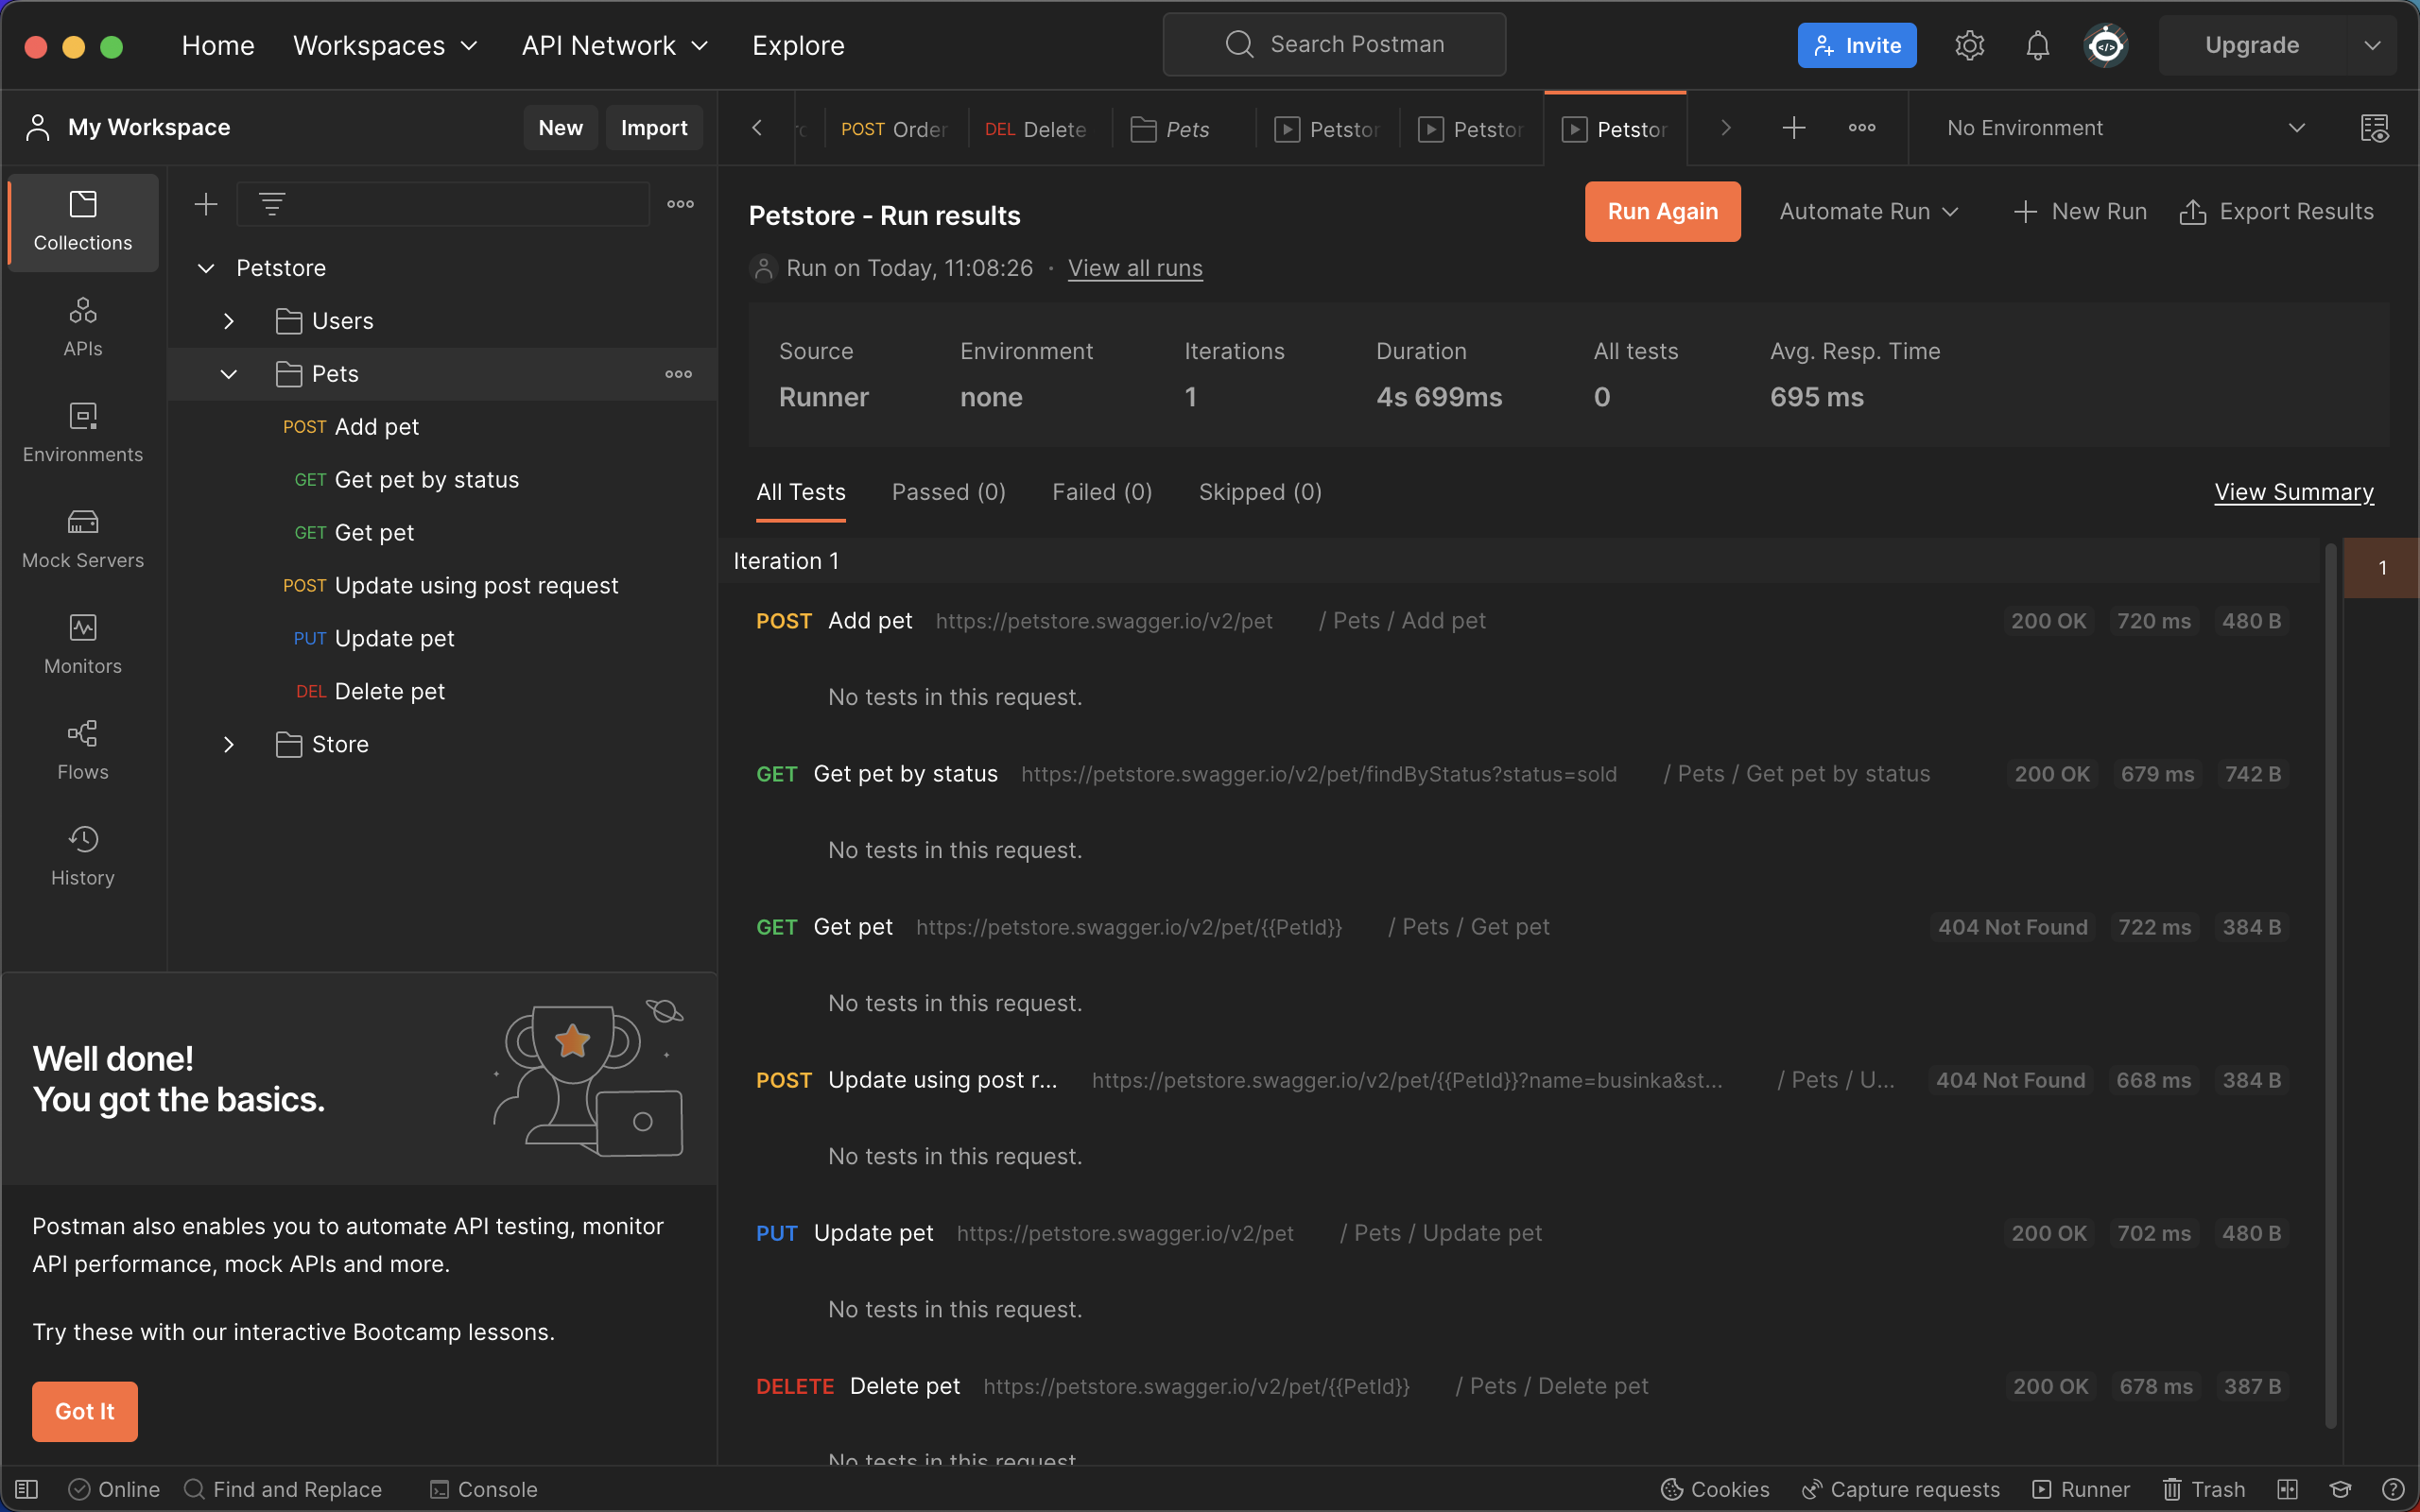 Home Workspaces API Network Explore Search Postman Invite Upgrade
My Workspace New Import
POST Order DEL Delete Pets Petstor Petstor Petstor No Environment
Collections
APIs
Environments
Mock Servers
Monitors
Flows
History
Petstore
Users
Pets
POST Add pet
GET Get pet by status
GET Get pet
POST Update using post request
PUT Update pet
DEL Delete pet
Store
Well done!
You got the basics.
Postman also enables you to automate API testing, monitor
API performance, mock APIs and more.
Try these with our interactive Bootcamp lessons.
Got It
Petstore - Run results Run Again Automate Run New Run Export Results
Run on Today, 11:08:26 · View all runs
Source Environment Iterations Duration All tests Avg. Resp. Time
Runner none 1 4s 699ms 0 695 ms
All Tests Passed (0) Failed (0) Skipped (0) View Summary
Iteration 1 1
POST Add pet https://petstore.swagger.io/v2/pet / Pets / Add pet 200 OK 720 ms 480 B
No tests in this request.
GET Get pet by status https://petstore.swagger.io/v2/pet/findByStatus?status=sold / Pets / Get pet by status 200 OK 679 ms 742 B
No tests in this request.
GET Get pet https://petstore.swagger.io/v2/pet/{{PetId}} / Pets / Get pet 404 Not Found 722 ms 384 B
No tests in this request.
POST Update using post r... https://petstore.swagger.io/v2/pet/{{PetId}}?name=businka&st... / Pets / U... 404 Not Found 668 ms 384 B
No tests in this request.
PUT Update pet https://petstore.swagger.io/v2/pet / Pets / Update pet 200 OK 702 ms 480 B
No tests in this request.
DELETE Delete pet https://petstore.swagger.io/v2/pet/{{PetId}} / Pets / Delete pet 200 OK 678 ms 387 B
No tests in this request.
Online Find and Replace Console Cookies Capture requests Runner Trash